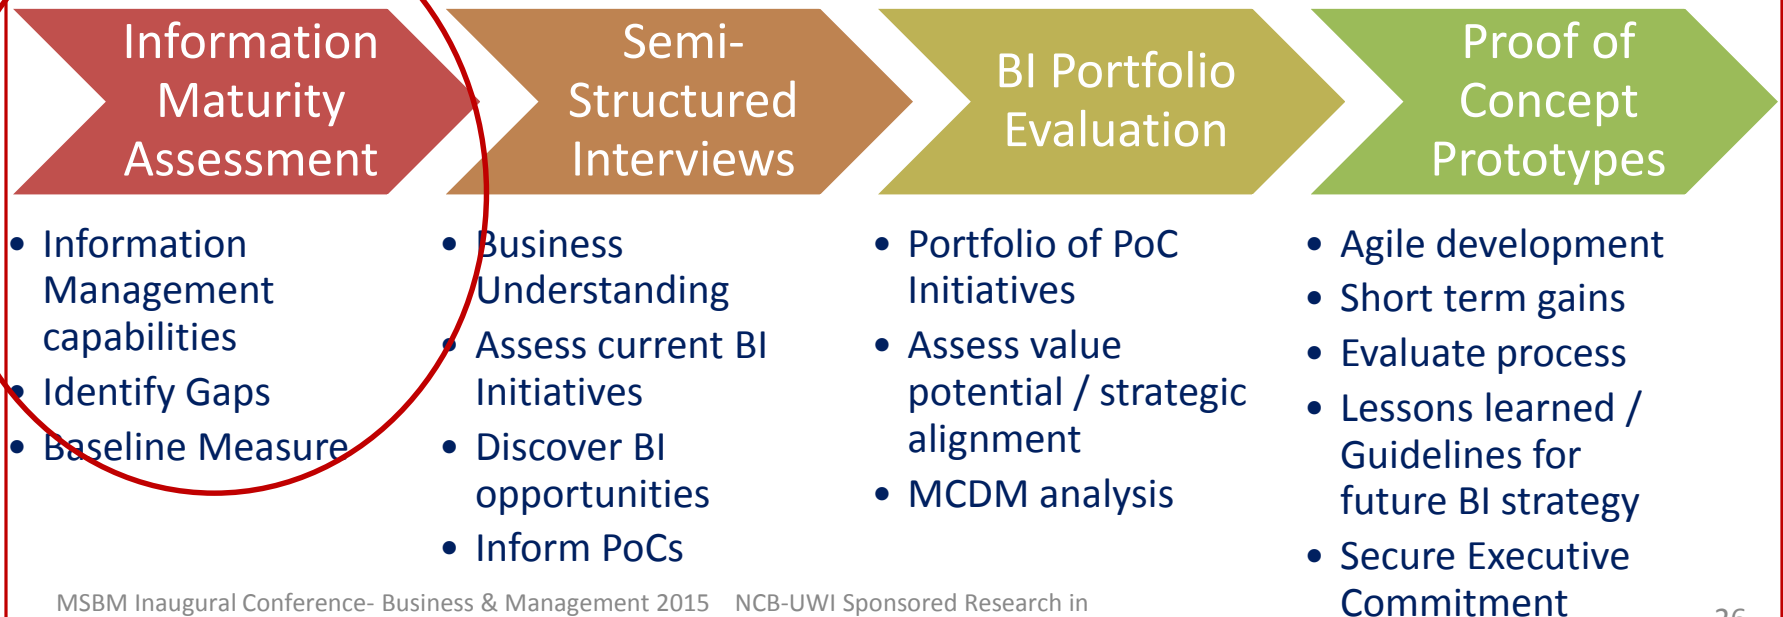 Information
Maturity
Assessment
• Information
Management
capabilities
• Identify Gaps
• Baseline Measure
Semi-
Structured
Interviews
• Business
Understanding
• Assess current BI
Initiatives
• Discover BI
opportunities
• Inform PoCs
BI Portfolio
Evaluation
• Portfolio of PoC
Initiatives
• Assess value
potential / strategic
alignment
• MCDM analysis
Proof of
Concept
Prototypes
• Agile development
• Short term gains
• Evaluate process
• Lessons learned /
Guidelines for
future BI strategy
• Secure Executive
Commitment
MSBM Inaugural Conference- Business & Management 2015 NCB-UWI Sponsored Research in
26